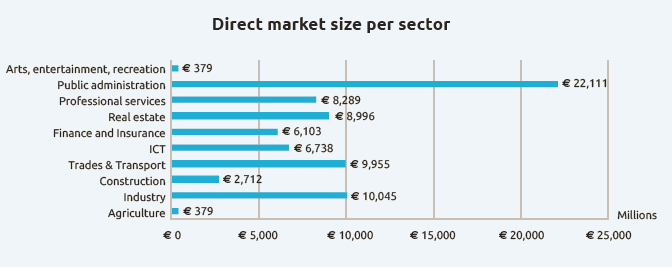 Direct market size per sector
Arts, entertainment, recreation € 379
Public administration € 22,111
Professional services € 8,289
Real estate € 8,996
Finance and Insurance € 6,103
ICT € 6,738
Trades & Transport € 9,955
Construction € 2,712
Industry € 10,045
Agriculture € 379
Millions
€ 0 € 5,000 € 10,000 € 15,000 € 20,000 € 25,000